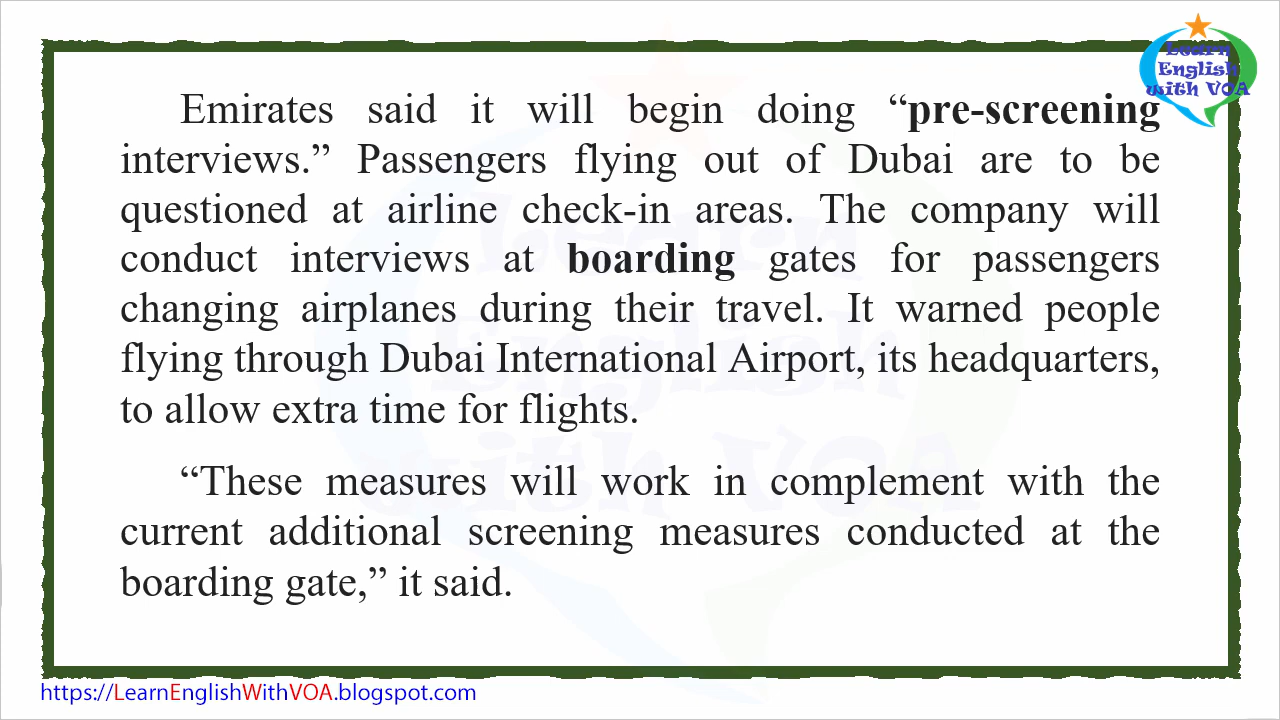 Learn
English
with VOA
Emirates said it will begin doing “pre-screening
interviews.” Passengers flying out of Dubai are to be
questioned at airline check-in areas. The company will
conduct interviews at boarding gates for passengers
changing airplanes during their travel. It warned people
flying through Dubai International Airport, its headquarters,
to allow extra time for flights.
“These measures will work in complement with the
current additional screening measures conducted at the
boarding gate,” it said.
Learn
English
with VOA
https://LearnEnglishWithVOA.blogspot.com